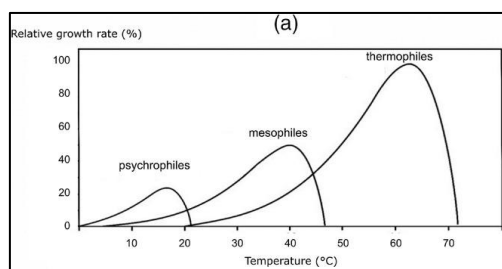 (a)
Relative growth rate (%)
thermophiles
100
80
mesophiles
60
40
psychrophiles
20
0
10 20 30 40 50 60 70
Temperature (°C)